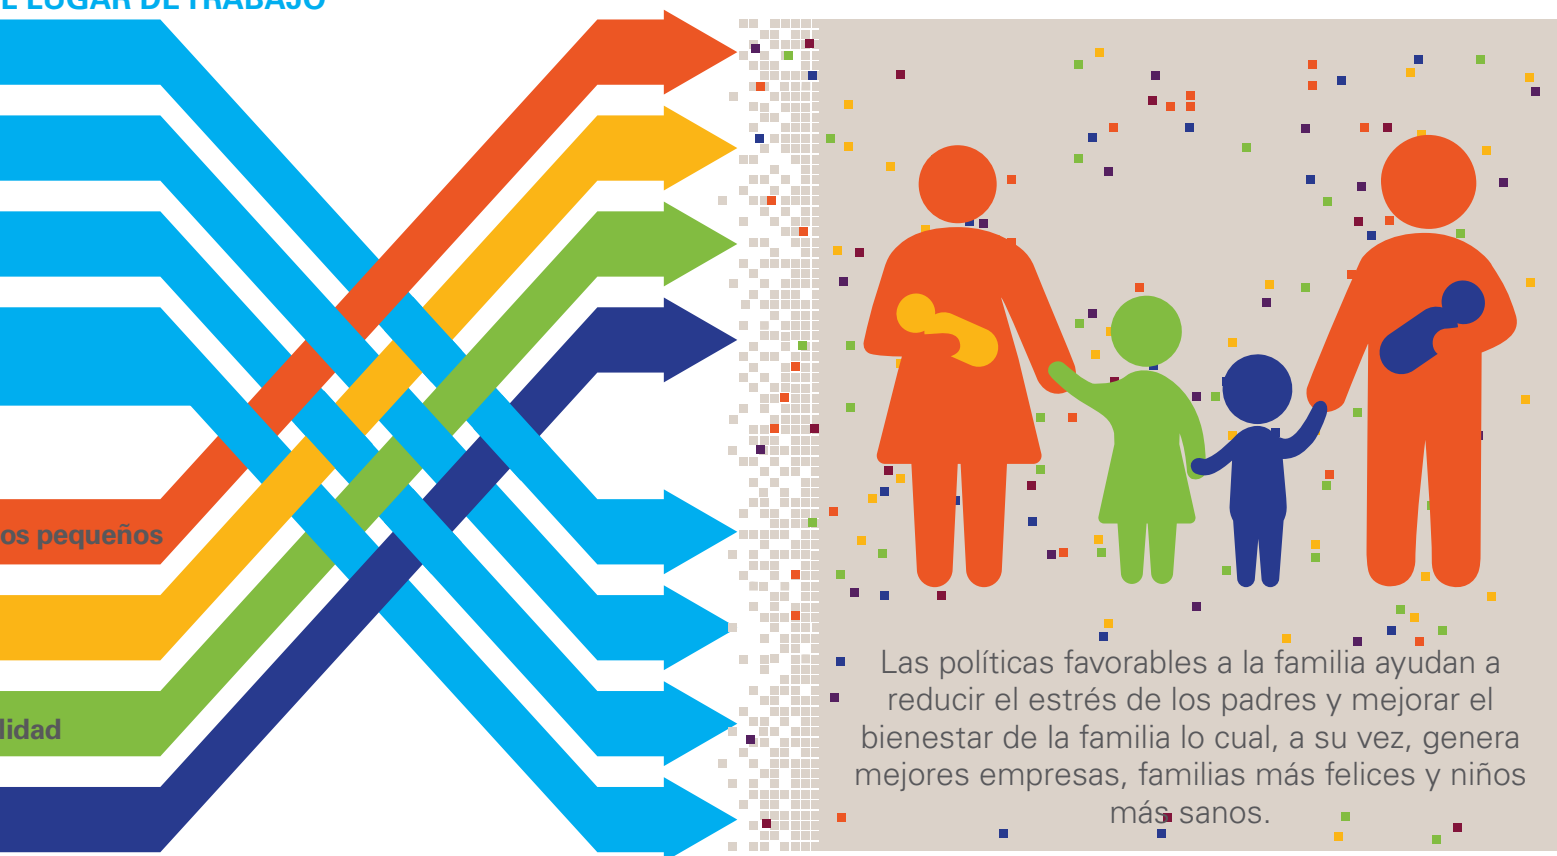 E LUGAR DE TRABAJO
os pequeños
lidad
Las políticas favorables a la familia ayudan a
reducir el estrés de los padres y mejorar el
bienestar de la familia lo cual, a su vez, genera
mejores empresas, familias más felices y niños
más sanos.